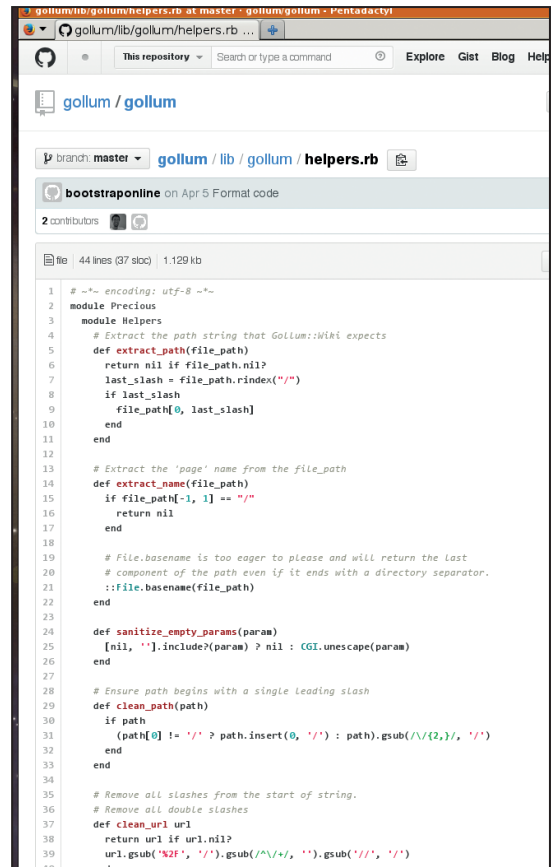 gollum/lib/gollum/helpers.rb at master · gollum/gollum - Pentadactyl
gollum/lib/gollum/helpers.rb ...
This repository Search or type a command Explore Gist Blog Help
gollum / gollum
branch: master gollum / lib / gollum / helpers.rb
bootstraponline on Apr 5 Format code
2 contributors
file 44 lines (37 sloc) 1.129 kb
1 # ~*~ encoding: utf-8 ~*~
2 module Precious
3 module Helpers
4 # Extract the path string that Gollum::Wiki expects
5 def extract_path(file_path)
6 return nil if file_path.nil?
7 last_slash = file_path.rindex("/")
8 if last_slash
9 file_path[0, last_slash]
10 end
11 end
12
13 # Extract the 'page' name from the file_path
14 def extract_name(file_path)
15 if file_path[-1, 1] == "/"
16 return nil
17 end
18
19 # File.basename is too eager to please and will return the last
20 # component of the path even if it ends with a directory separator.
21 ::File.basename(file_path)
22 end
23
24 def sanitize_empty_params(param)
25 [nil, ''].include?(param) ? nil : CGI.unescape(param)
26 end
27
28 # Ensure path begins with a single leading slash
29 def clean_path(path)
30 if path
31 (path[0] != '/' ? path.insert(0, '/') : path).gsub(/\/{2,}/, '/')
32 end
33 end
34
35 # Remove all slashes from the start of string.
36 # Remove all double slashes
37 def clean_url url
38 return url if url.nil?
39 url.gsub('%2F', '/').gsub(/^\/+/, '').gsub('//', '/')